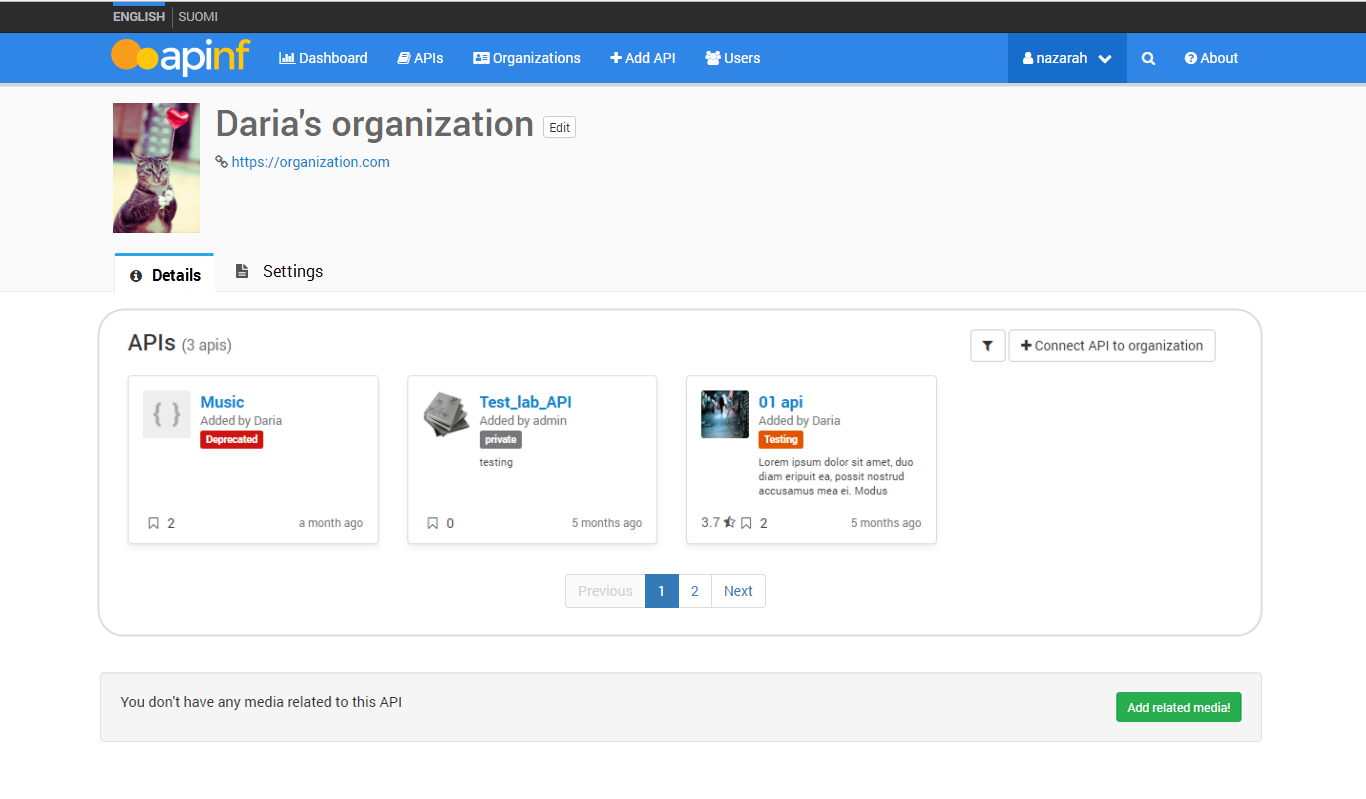 ENGLISH SUOMI
apinf Dashboard APIs Organizations Add API Users nazarah About
Daria's organization Edit
https://organization.com
Details Settings
APIs (3 apis) Connect API to organization
Music
Added by Daria
Deprecated
2 a month ago
Test_lab_API
Added by admin
private
testing
0 5 months ago
01 api
Added by Daria
Testing
Lorem ipsum dolor sit amet, duo
diam eripuit ea, possit nostrud
accusamus mea ei. Modus
3.7 2 5 months ago
Previous 1 2 Next
You don't have any media related to this API Add related media!